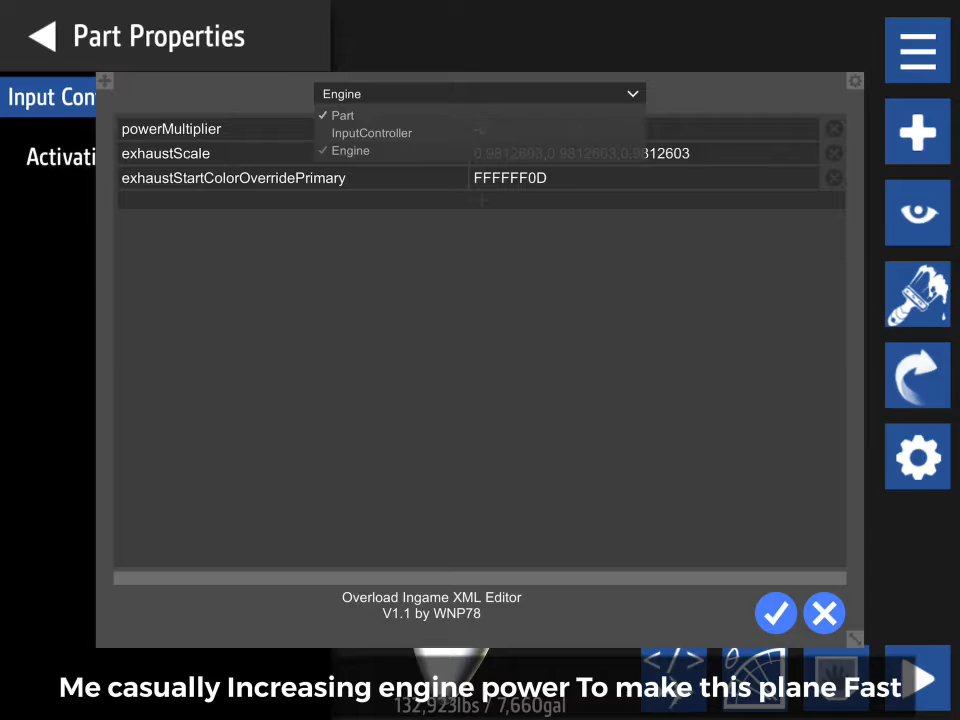 Part Properties
Input Con
Activati
Engine
Part
InputController
Engine
powerMultiplier
exhaustScale
0.9812603,0.9812603,0.9812603
exhaustStartColorOverridePrimary
FFFFFF0D
+
Overload Ingame XML Editor
V1.1 by WNP78
</>
Me casually Increasing engine power To make this plane Fast
132,923lbs / 7,660gal